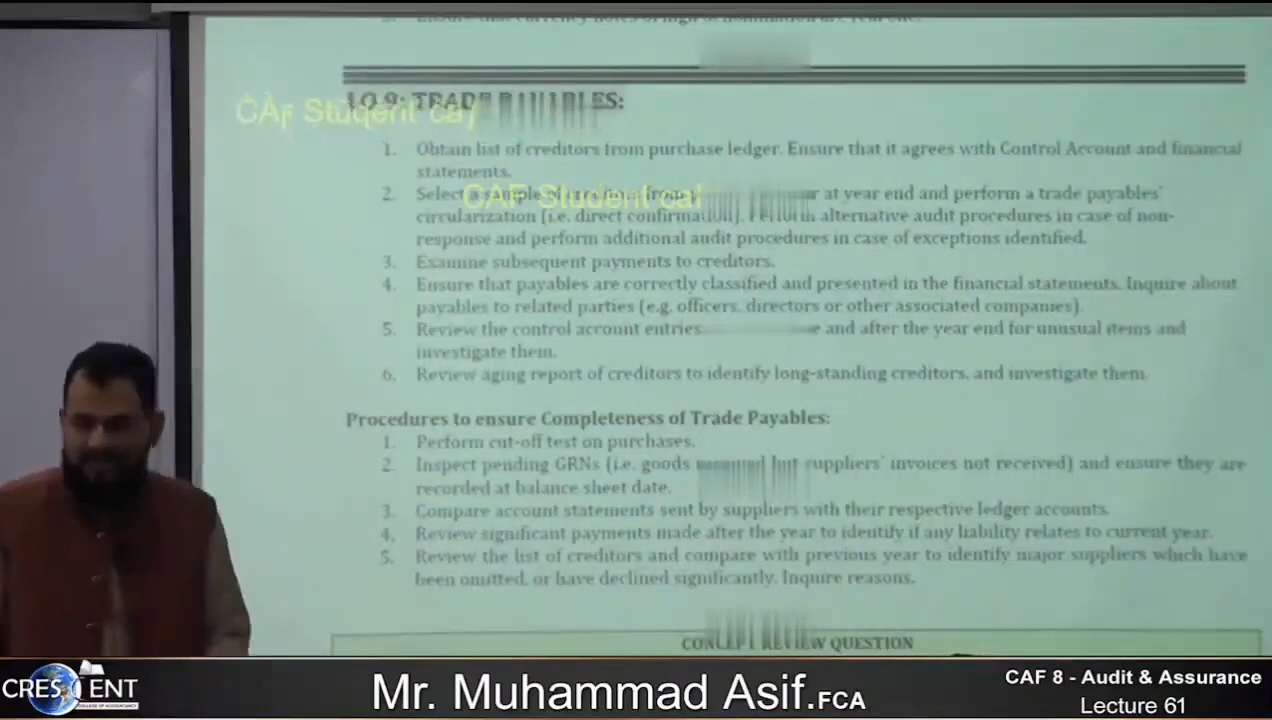 LO 9: TRADE
CAF Student caf
1. Obtain list of creditors from purchase ledger. Ensure that it agrees with Control Account and financial
statements.
2. Select a sample
CAF Student caf
at year end and perform a trade payables'
circularization (i.e. direct confirmation). Perform alternative audit procedures in case of non-
response and perform additional audit procedures in case of exceptions identified.
3. Examine subsequent payments to creditors.
4. Ensure that payables are correctly classified and presented in the financial statements. Inquire about
payables to related parties (e.g. officers, directors or other associated companies).
5. Review the control account entries and after the year end for unusual items and
investigate them.
6. Review aging report of creditors to identify long-standing creditors, and investigate them.
Procedures to ensure Completeness of Trade Payables:
1. Perform cut-off test on purchases.
2. Inspect pending GRNs (i.e. goods but suppliers' invoices not received) and ensure they are
recorded at balance sheet date.
3. Compare account statements sent by suppliers with their respective ledger accounts.
4. Review significant payments made after the year to identify if any liability relates to current year.
5. Review the list of creditors and compare with previous year to identify major suppliers which have
been omitted, or have declined significantly. Inquire reasons.
CONCEPT REVIEW QUESTION
CRESCENT
COLLEGE OF ACCOUNTANCY
Mr. Muhammad Asif.FCA
CAF 8 - Audit & Assurance
Lecture 61